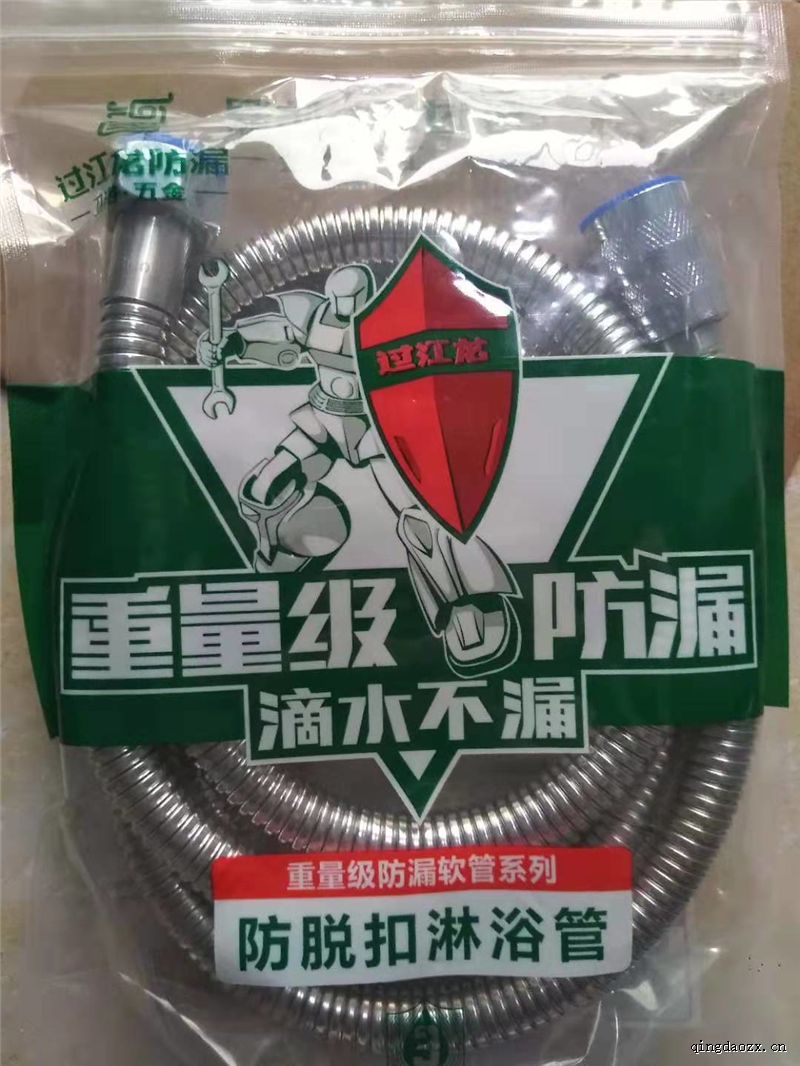 过江龙防漏
五金
过江龙
重量级 防漏
滴水不漏
重量级防漏软管系列
防脱扣淋浴管
qingdaozx.cn